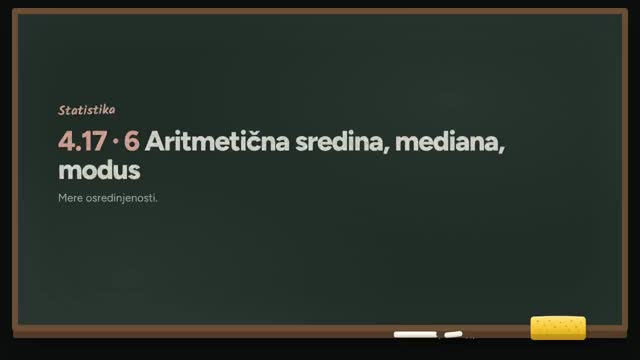 Statistika
4.17 · 6 Aritmetična sredina, mediana,
modus
Mere osredinjenosti.